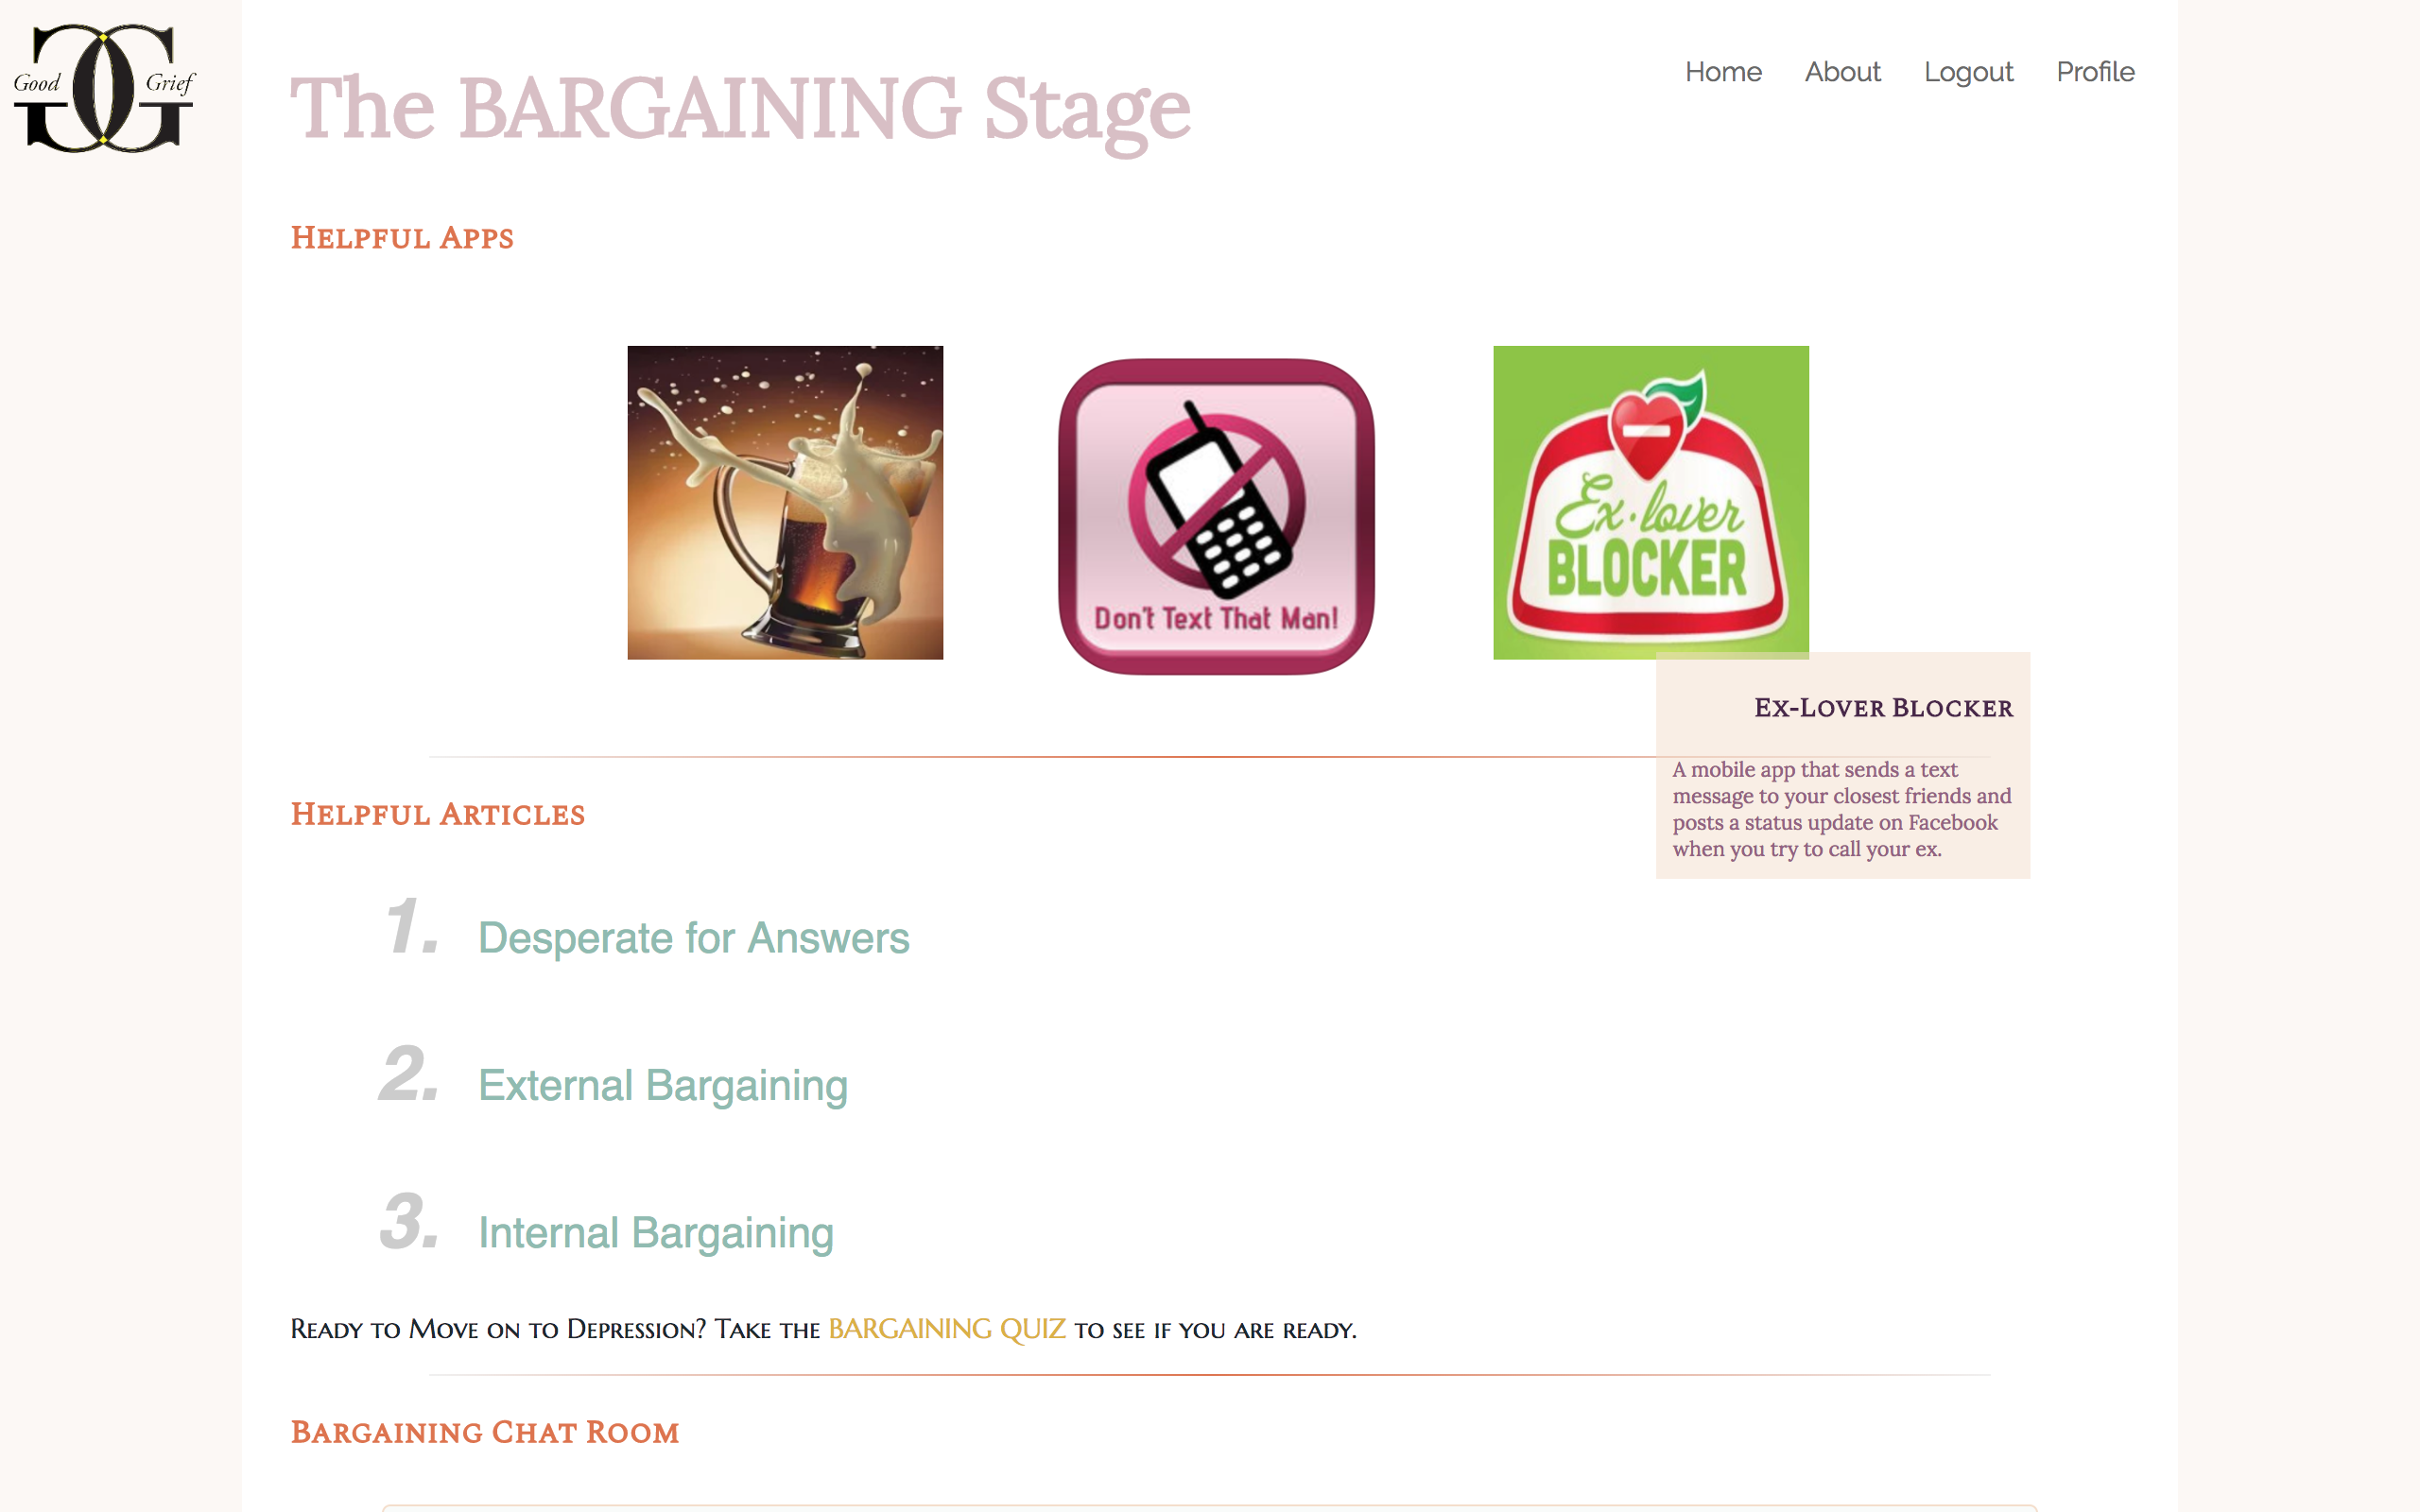 Good Grief
Home About Logout Profile
The BARGAINING Stage
HELPFUL APPS
Don't Text That Man!
Ex·lover
BLOCKER
EX-LOVER BLOCKER
A mobile app that sends a text
message to your closest friends and
posts a status update on Facebook
when you try to call your ex.
HELPFUL ARTICLES
1. Desperate for Answers
2. External Bargaining
3. Internal Bargaining
READY TO MOVE ON TO DEPRESSION? TAKE THE BARGAINING QUIZ TO SEE IF YOU ARE READY.
BARGAINING CHAT ROOM